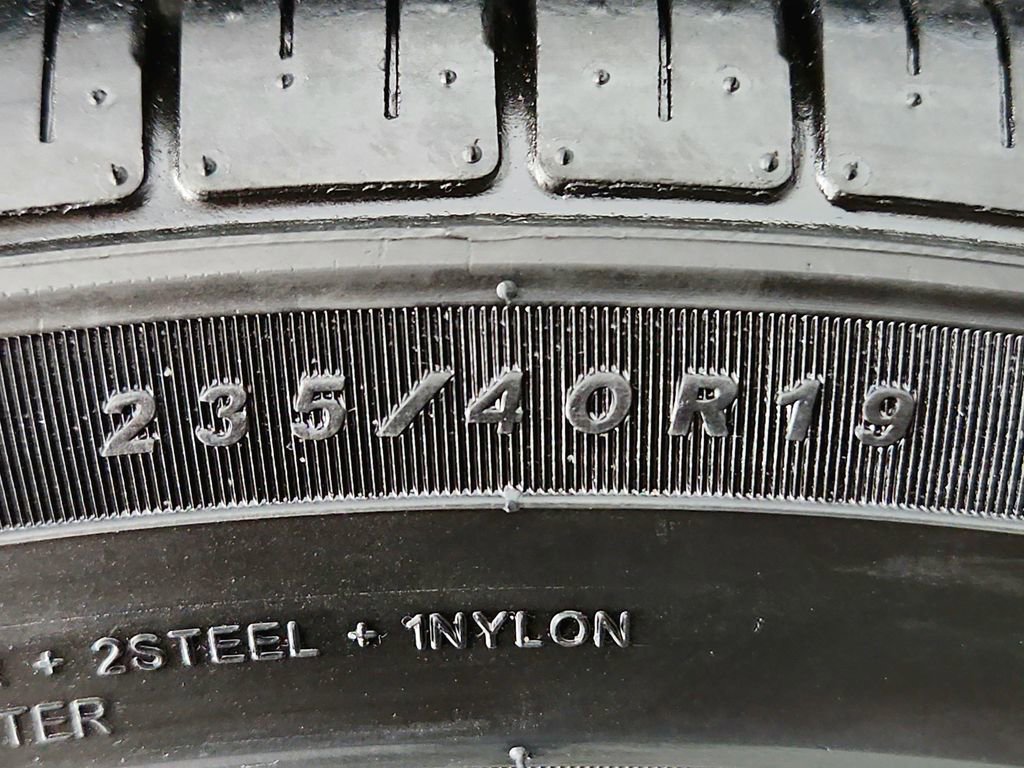 235/40R19
+ 2STEEL + 1NYLON
TER